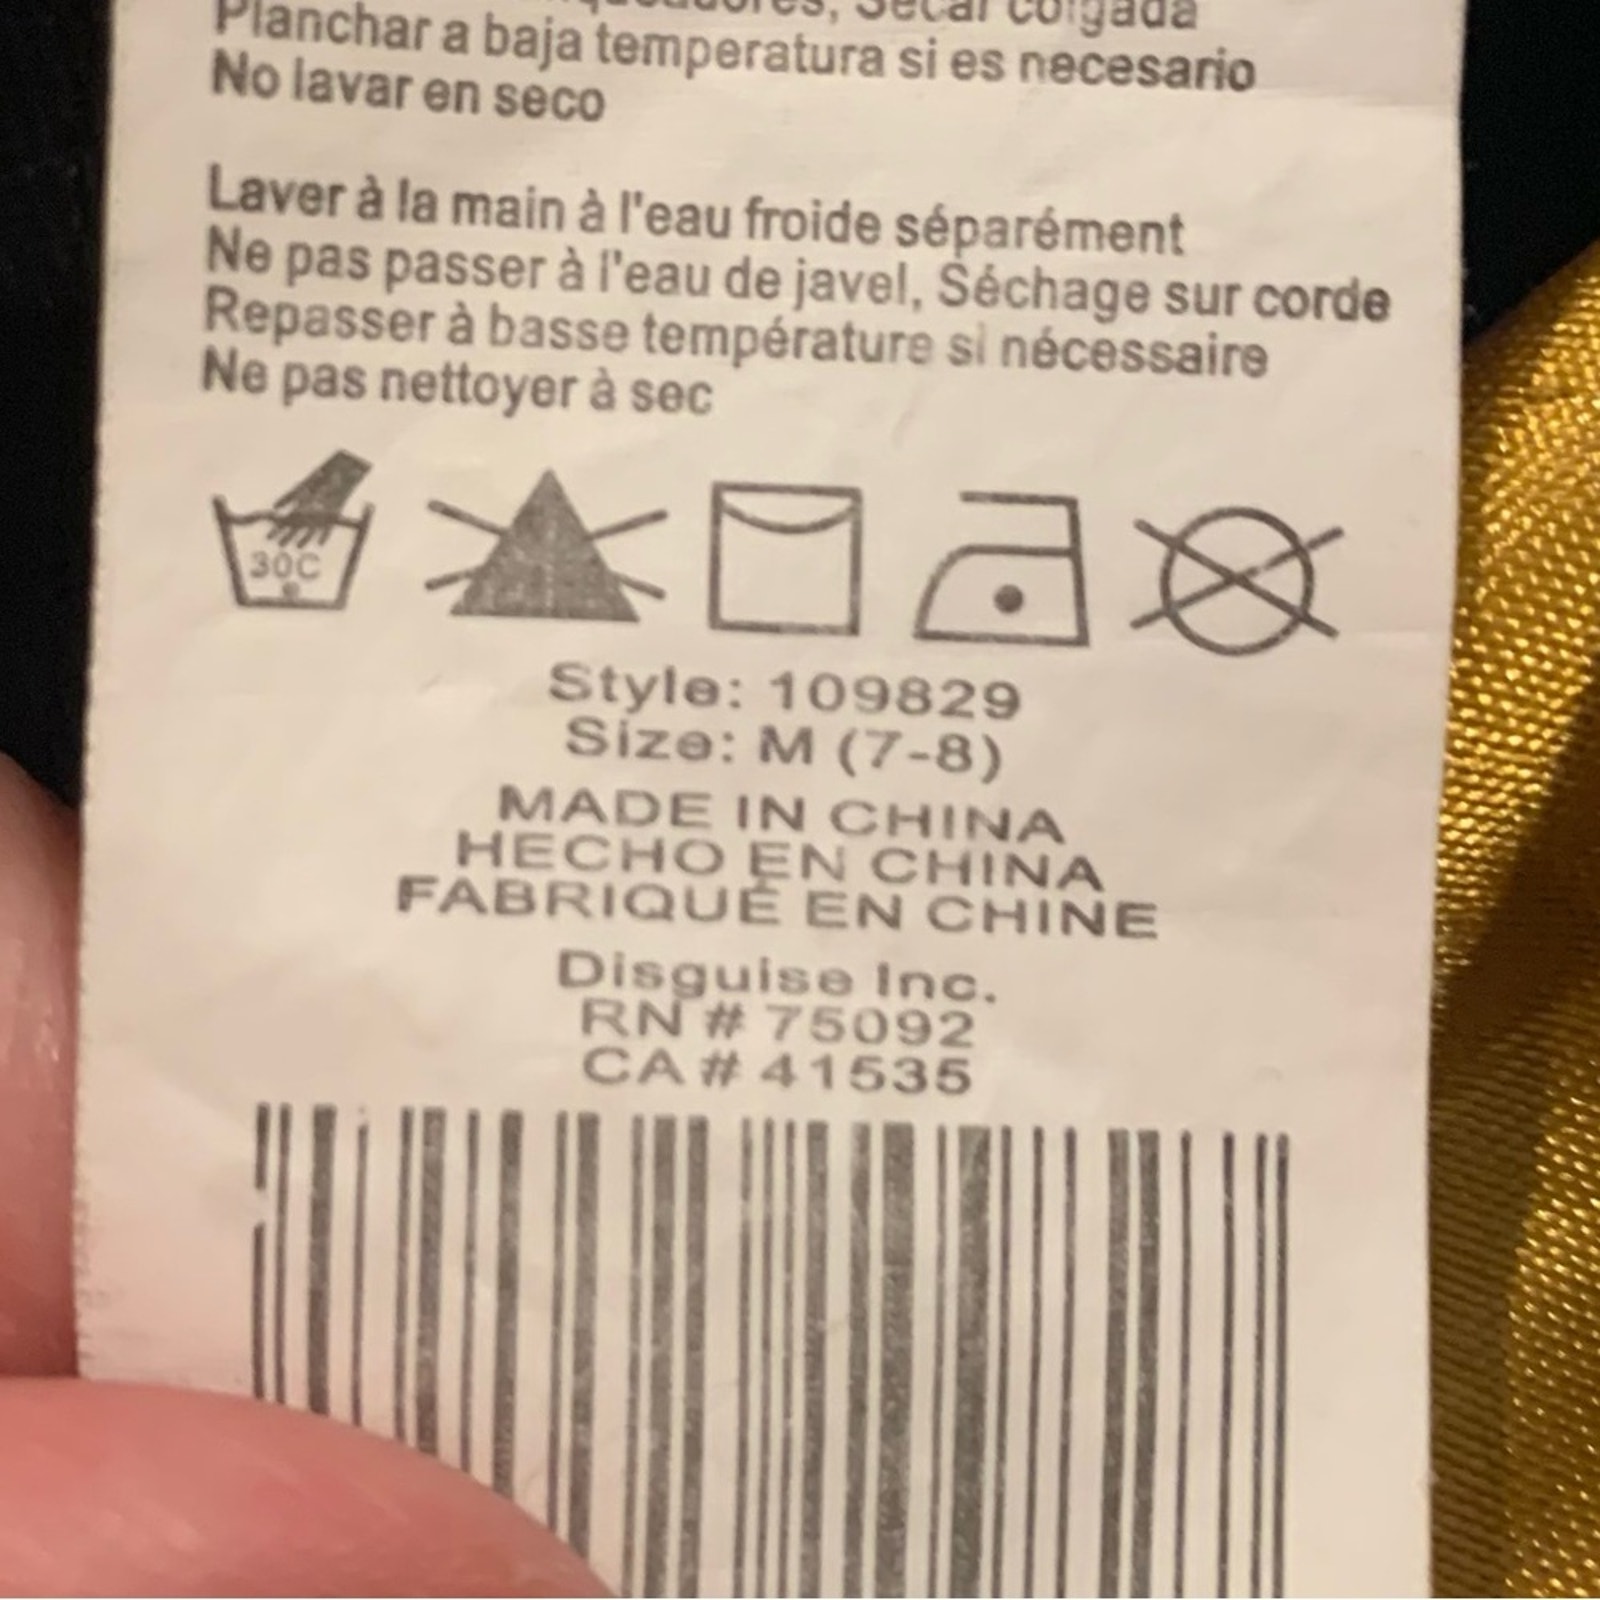 Secar colgada
Planchar a baja temperatura si es necesario
No lavar en seco
Laver à la main à l'eau froide séparément
Ne pas passer à l'eau de javel, Séchage sur corde
Repasser à basse température si nécessaire
Ne pas nettoyer à sec
30C
Style: 109829
Size: M (7-8)
MADE IN CHINA
HECHO EN CHINA
FABRIQUÉ EN CHINE
Disguise Inc.
RN # 75092
CA # 41535